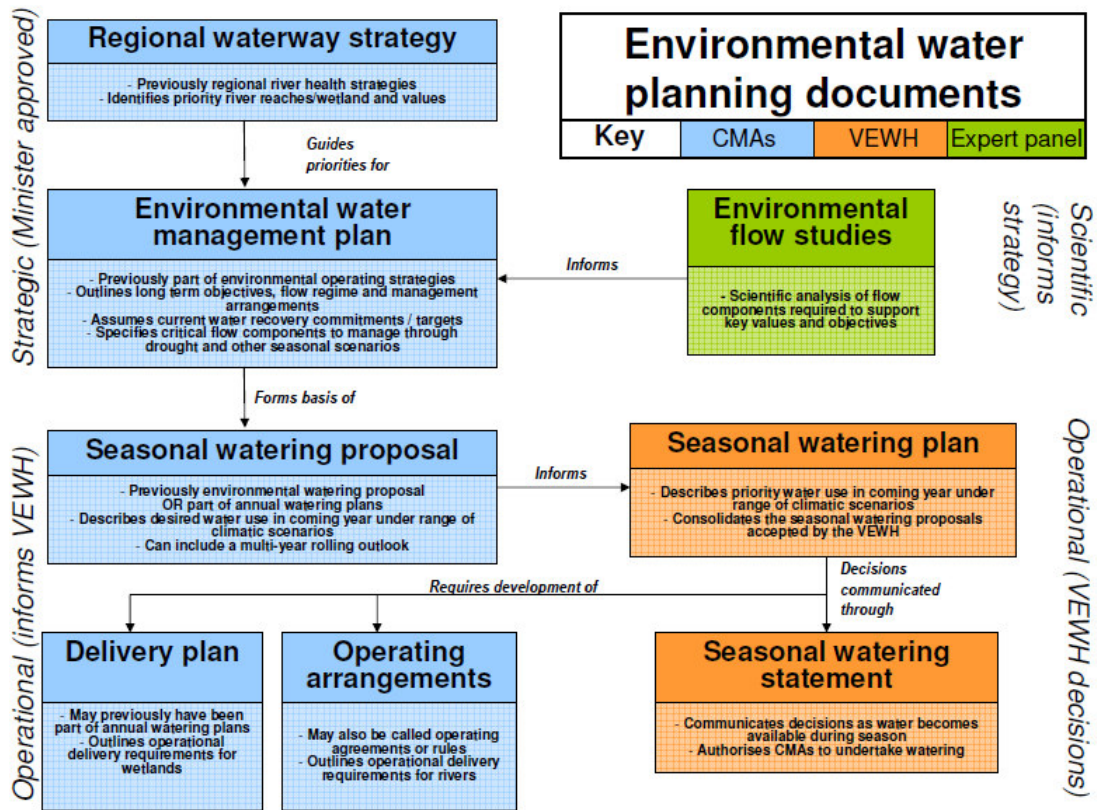 Regional waterway strategy
- Previously regional river health strategies
- Identifies priority river reaches/wetland and values
Environmental water
planning documents
Key
CMAs
VEWH
Expert panel
Strategic (Minister approved)
Guides
priorities for
Environmental water
management plan
- Previously part of environmental operating strategies
- Outlines long term objectives, flow regime and management
arrangements
- Assumes current water recovery commitments / targets
- Specifies critical flow components to manage through
drought and other seasonal scenarios
Informs
Environmental
flow studies
- Scientific analysis of flow
components required to support
key values and objectives
Scientific
(informs
strategy)
Forms basis of
Operational (informs VEWH)
Seasonal watering proposal
- Previously environmental watering proposal
OR part of annual watering plans
- Describes desired water use in coming year under range of
climatic scenarios
- Can include a multi-year rolling outlook
Informs
Seasonal watering plan
- Describes priority water use in coming year under
range of climatic scenarios
- Consolidates the seasonal watering proposals
accepted by the VEWH
Operational (VEWH decisions)
Requires development of
Decisions
communicated
through
Delivery plan
- May previously have been
part of annual watering plans
- Outlines operational
delivery requirements for
wetlands
Operating
arrangements
- May also be called operating
agreements or rules
- Outlines operational delivery
requirements for rivers
Seasonal watering
statement
- Communicates decisions as water becomes
available during season
- Authorises CMAs to undertake watering